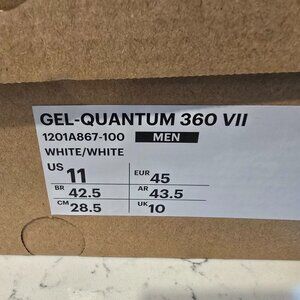 GEL-QUANTUM 360 VII
1201A867-100 MEN
WHITE/WHITE
US 11 EUR 45
BR 42.5 AR 43.5
CM 28.5 UK 10